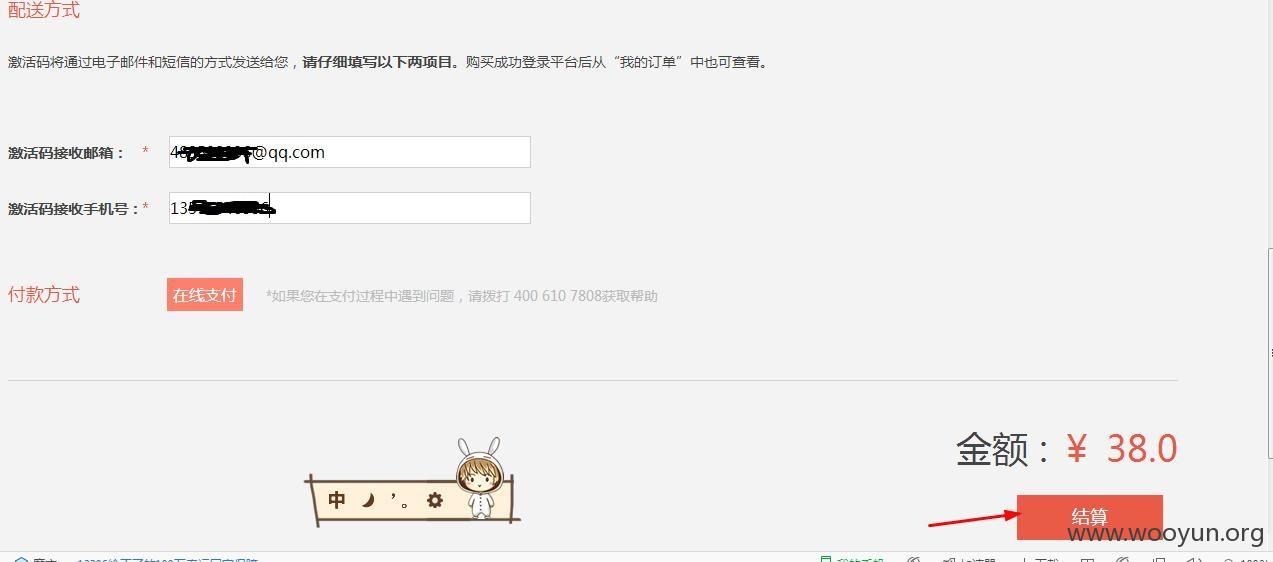 配送方式
激活码将通过电子邮件和短信的方式发送给您，请仔细填写以下两项目。购买成功登录平台后从“我的订单”中也可查看。
激活码接收邮箱： * 4 @qq.com
激活码接收手机号：* 135
付款方式 在线支付 *如果您在支付过程中遇到问题，请拨打 400 610 7808获取帮助
金额：￥ 38.0
中 ’。
结算
www.wooyun.org